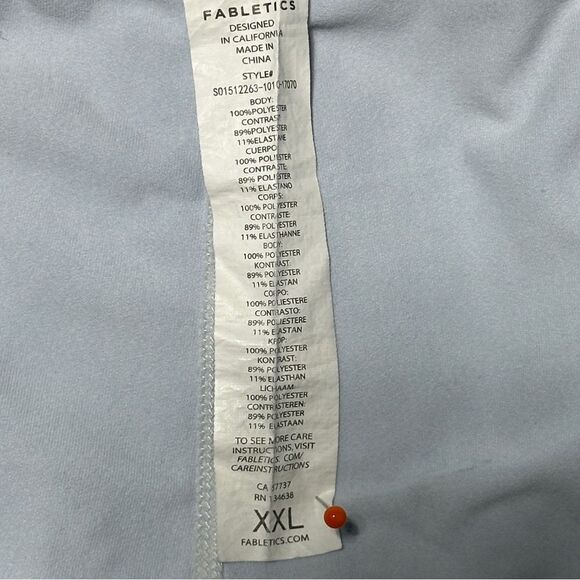 FABLETICS
DESIGNED
IN CALIFORNIA
MADE IN
CHINA
STYLE#
BODY:
100%POLYESTER
CONTRAST
89%POLYESTER
11%ELASTANE
CUERPO:
100% POLIESTER
CONTRASTE:
89% POLIESTER
11% ELASTANO
CORPS:
100% POLYESTER
CONTRASTE:
89% POLYESTER
11% ELASTHANNE
BODY:
100% POLYESTER
KONTRAST:
89% POLYESTER
11% ELASTAN
CORPO:
100% POLIESTERE
CONTRASTO:
89% POLIESTERE
11% ELASTAN
KROP:
100% POLYESTER
KONTRAST:
89% POLYESTER
11% ELASTHAN
LICHAAM:
100% POLYESTER
CONTRASTEREN:
89% POLYESTER
11% ELASTAAN
TO SEE MORE CARE
INSTRUCTIONS, VISIT
FABLETICS. COM/
CAREINSTRUCTIONS
CA
RN 134638
XXL
FABLETICS.COM